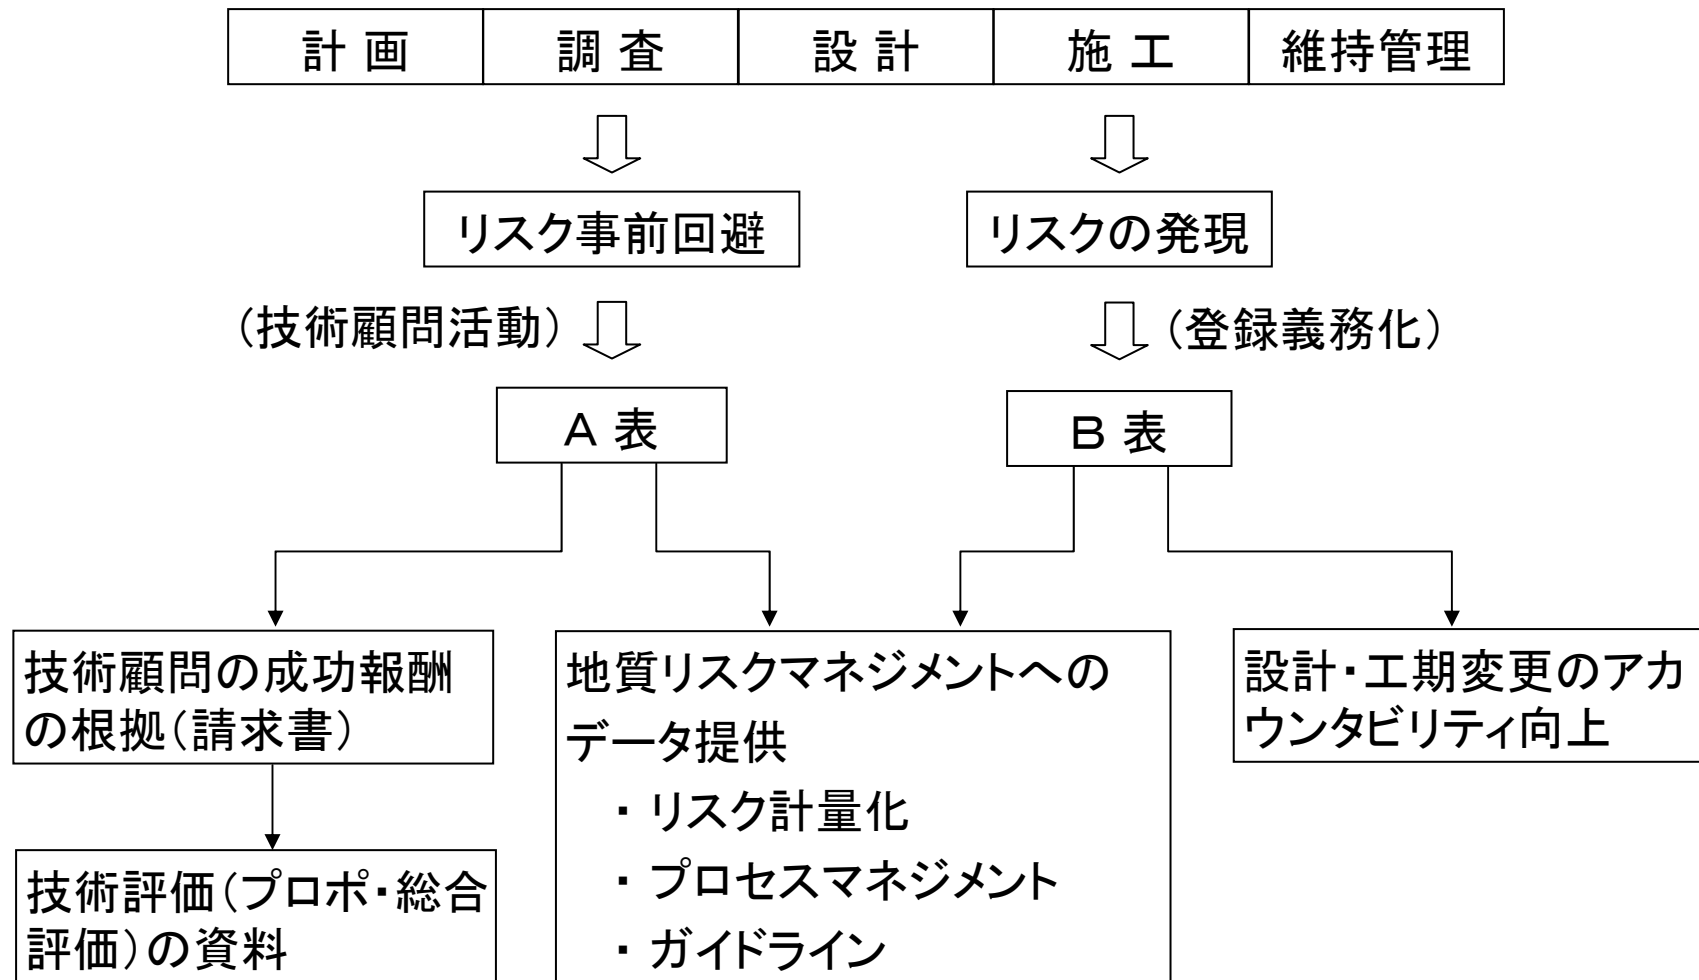 計 画 調 査 設 計 施 工 維持管理
リスク事前回避 リスクの発現
（技術顧問活動） （登録義務化）
A 表 B 表
技術顧問の成功報酬
の根拠（請求書）
技術評価（プロポ・総合
評価）の資料
地質リスクマネジメントへの
データ提供
・ リスク計量化
・ プロセスマネジメント
・ ガイドライン
設計・工期変更のアカ
ウンタビリティ向上